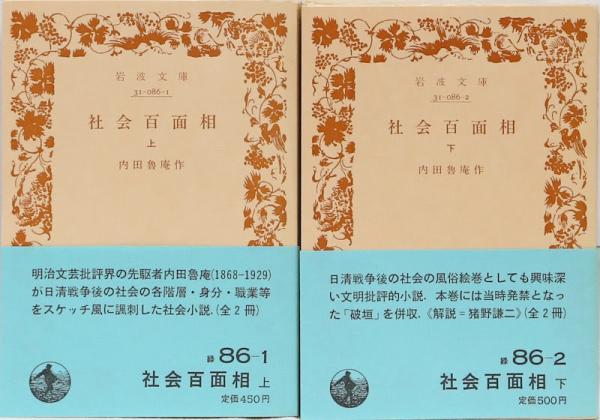 岩波文庫
31-086-1
社会百面相
上
内田魯庵作
明治文芸批評界の先駆者内田魯庵(1868-1929)
が日清戦争後の社会の各階層・身分・職業等
をスケッチ風に諷刺した社会小説.(全2冊)
緑 86-1
社会百面相 上
定価450円
岩波文庫
31-086-2
社会百面相
下
内田魯庵作
日清戦争後の社会の風俗絵巻としても興味深
い文明批評的小説. 本巻には当時発禁となっ
た「破垣」を併収.《解説=猪野謙二》(全2冊)
緑 86-2
社会百面相 下
定価500円